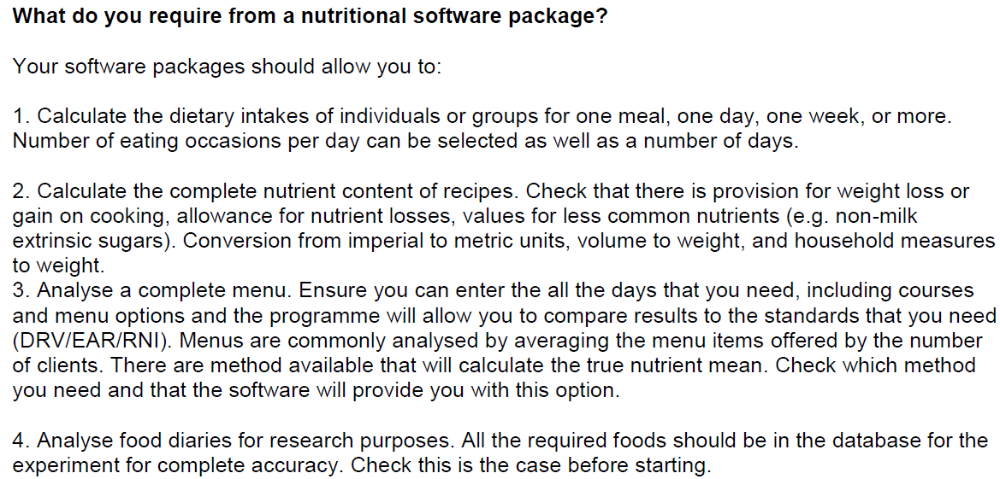 What do you require from a nutritional software package?
Your software packages should allow you to:
1. Calculate the dietary intakes of individuals or groups for one meal, one day, one week, or more.
Number of eating occasions per day can be selected as well as a number of days.
2. Calculate the complete nutrient content of recipes. Check that there is provision for weight loss or
gain on cooking, allowance for nutrient losses, values for less common nutrients (e.g. non-milk
extrinsic sugars). Conversion from imperial to metric units, volume to weight, and household measures
to weight.
3. Analyse a complete menu. Ensure you can enter the all the days that you need, including courses
and menu options and the programme will allow you to compare results to the standards that you need
(DRV/EAR/RNI). Menus are commonly analysed by averaging the menu items offered by the number
of clients. There are method available that will calculate the true nutrient mean. Check which method
you need and that the software will provide you with this option.
4. Analyse food diaries for research purposes. All the required foods should be in the database for the
experiment for complete accuracy. Check this is the case before starting.